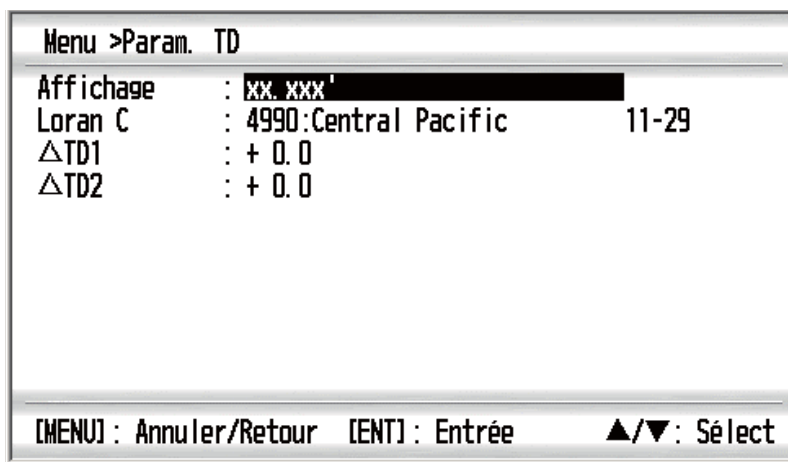 Menu >Param. TD
Affichage : xx.xxx'
Loran C : 4990:Central Pacific 11-29
△TD1 : + 0.0
△TD2 : + 0.0
[MENU]: Annuler/Retour [ENT]: Entrée ▲/▼: Sélect